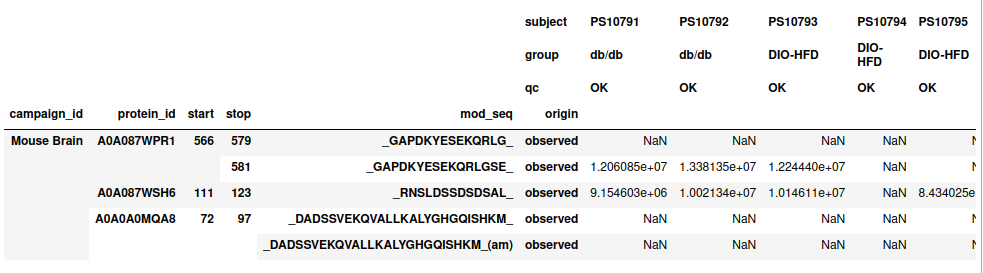 subject PS10791 PS10792 PS10793 PS10794 PS10795
group db/db db/db DIO-HFD DIO-HFD DIO-HFD
qc OK OK OK OK OK
campaign_id protein_id start stop mod_seq origin
Mouse Brain A0A087WPR1 566 579 _GAPDKYESEKQRLG_ observed NaN NaN NaN NaN
581 _GAPDKYESEKQRLGSE_ observed 1.206085e+07 1.338135e+07 1.224440e+07 NaN
A0A087WSH6 111 123 _RNSLDSSDSDSAL_ observed 9.154603e+06 1.002134e+07 1.014611e+07 NaN 8.434025e
A0A0A0MQA8 72 97 _DADSSVEKQVALLKALYGHGQISHKM_ observed NaN NaN NaN NaN
_DADSSVEKQVALLKALYGHGQISHKM_(am) observed NaN NaN NaN NaN